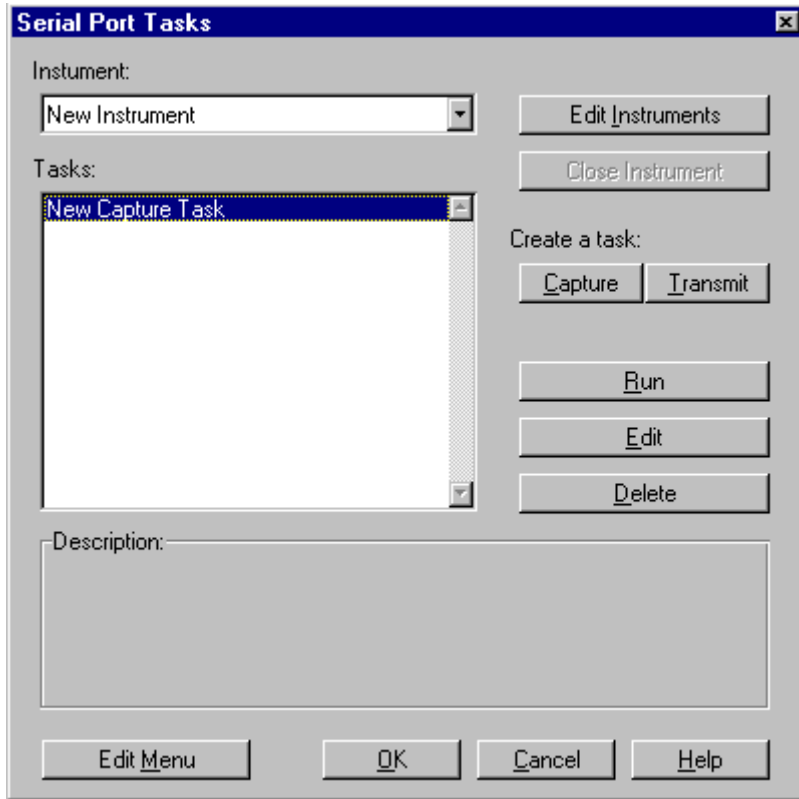 Serial Port Tasks
Instument:
New Instrument
Edit Instruments
Tasks:
Close Instrument
New Capture Task
Create a task:
Capture
Transmit
Run
Edit
Delete
Description:
Edit Menu
OK
Cancel
Help